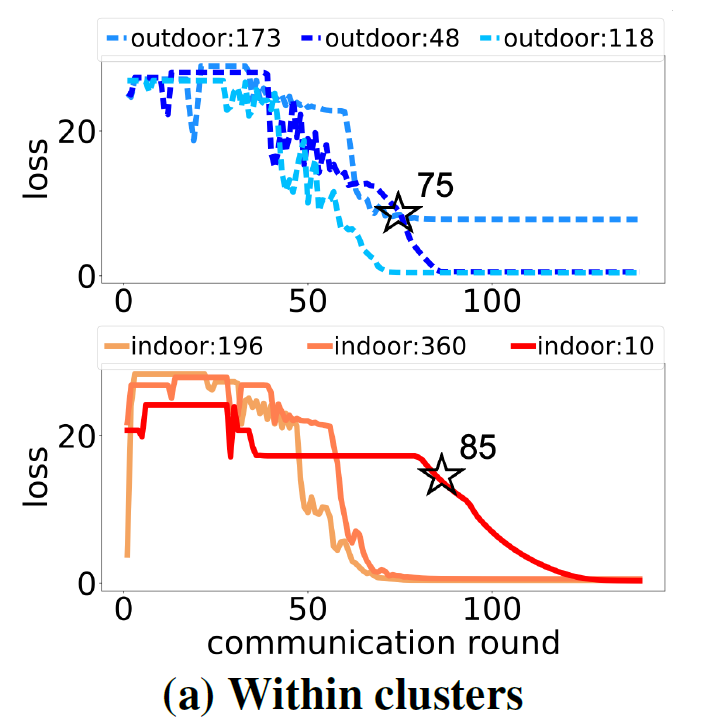 outdoor:173 outdoor:48 outdoor:118
loss
20
0
75
0 50 100
indoor:196 indoor:360 indoor:10
loss
20
0
85
0 50 100
communication round
(a) Within clusters